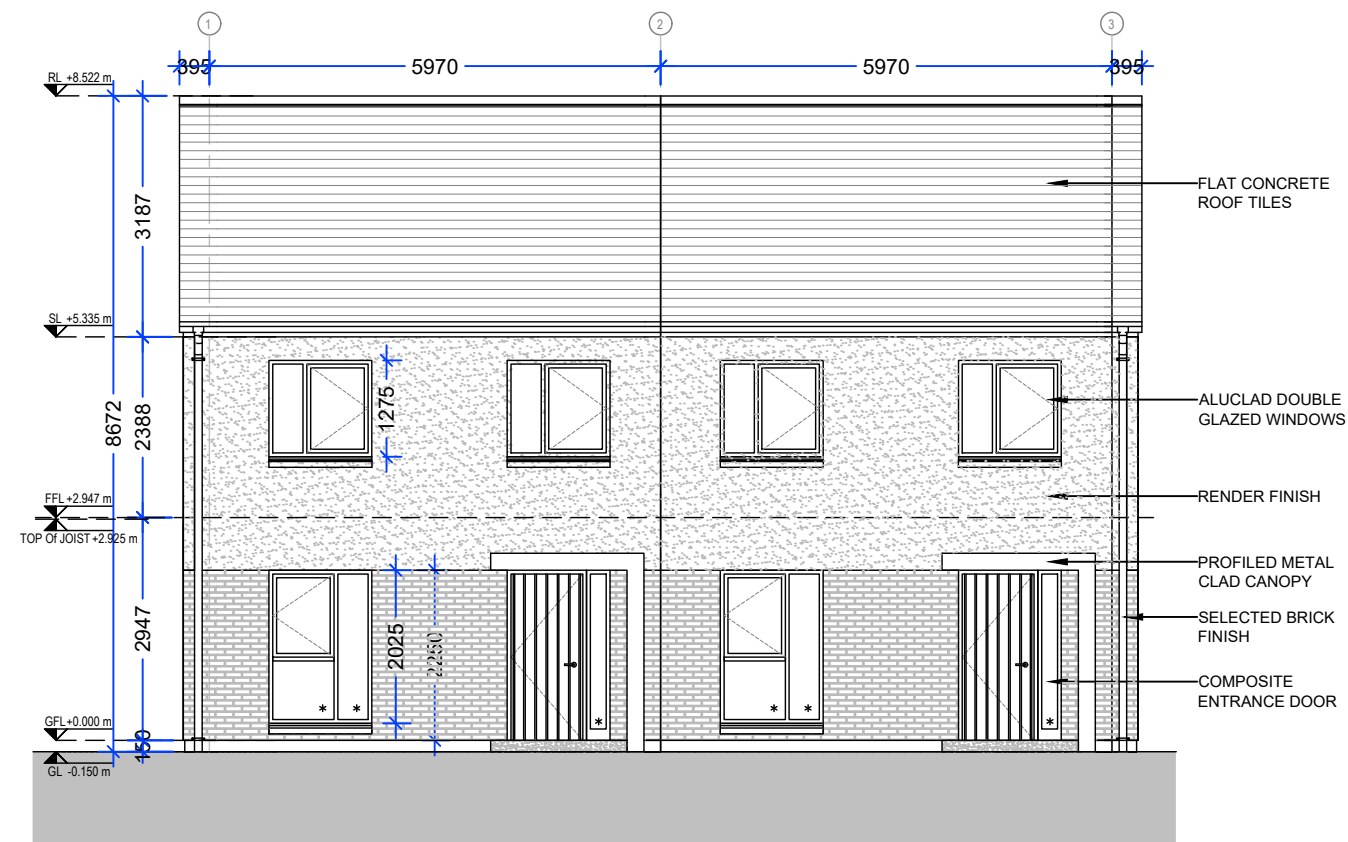 1
2
3
395
5970
5970
395
RL +8.522 m
3187
FLAT CONCRETE
ROOF TILES
SL +5.335 m
8672
2388
1275
ALUCLAD DOUBLE
GLAZED WINDOWS
FFL +2.947 m
RENDER FINISH
TOP Of JOIST +2.925 m
PROFILED METAL
CLAD CANOPY
2947
2025
2250
SELECTED BRICK
FINISH
COMPOSITE
ENTRANCE DOOR
* * * * * *
GFL+0.000 m
150
GL -0.150 m